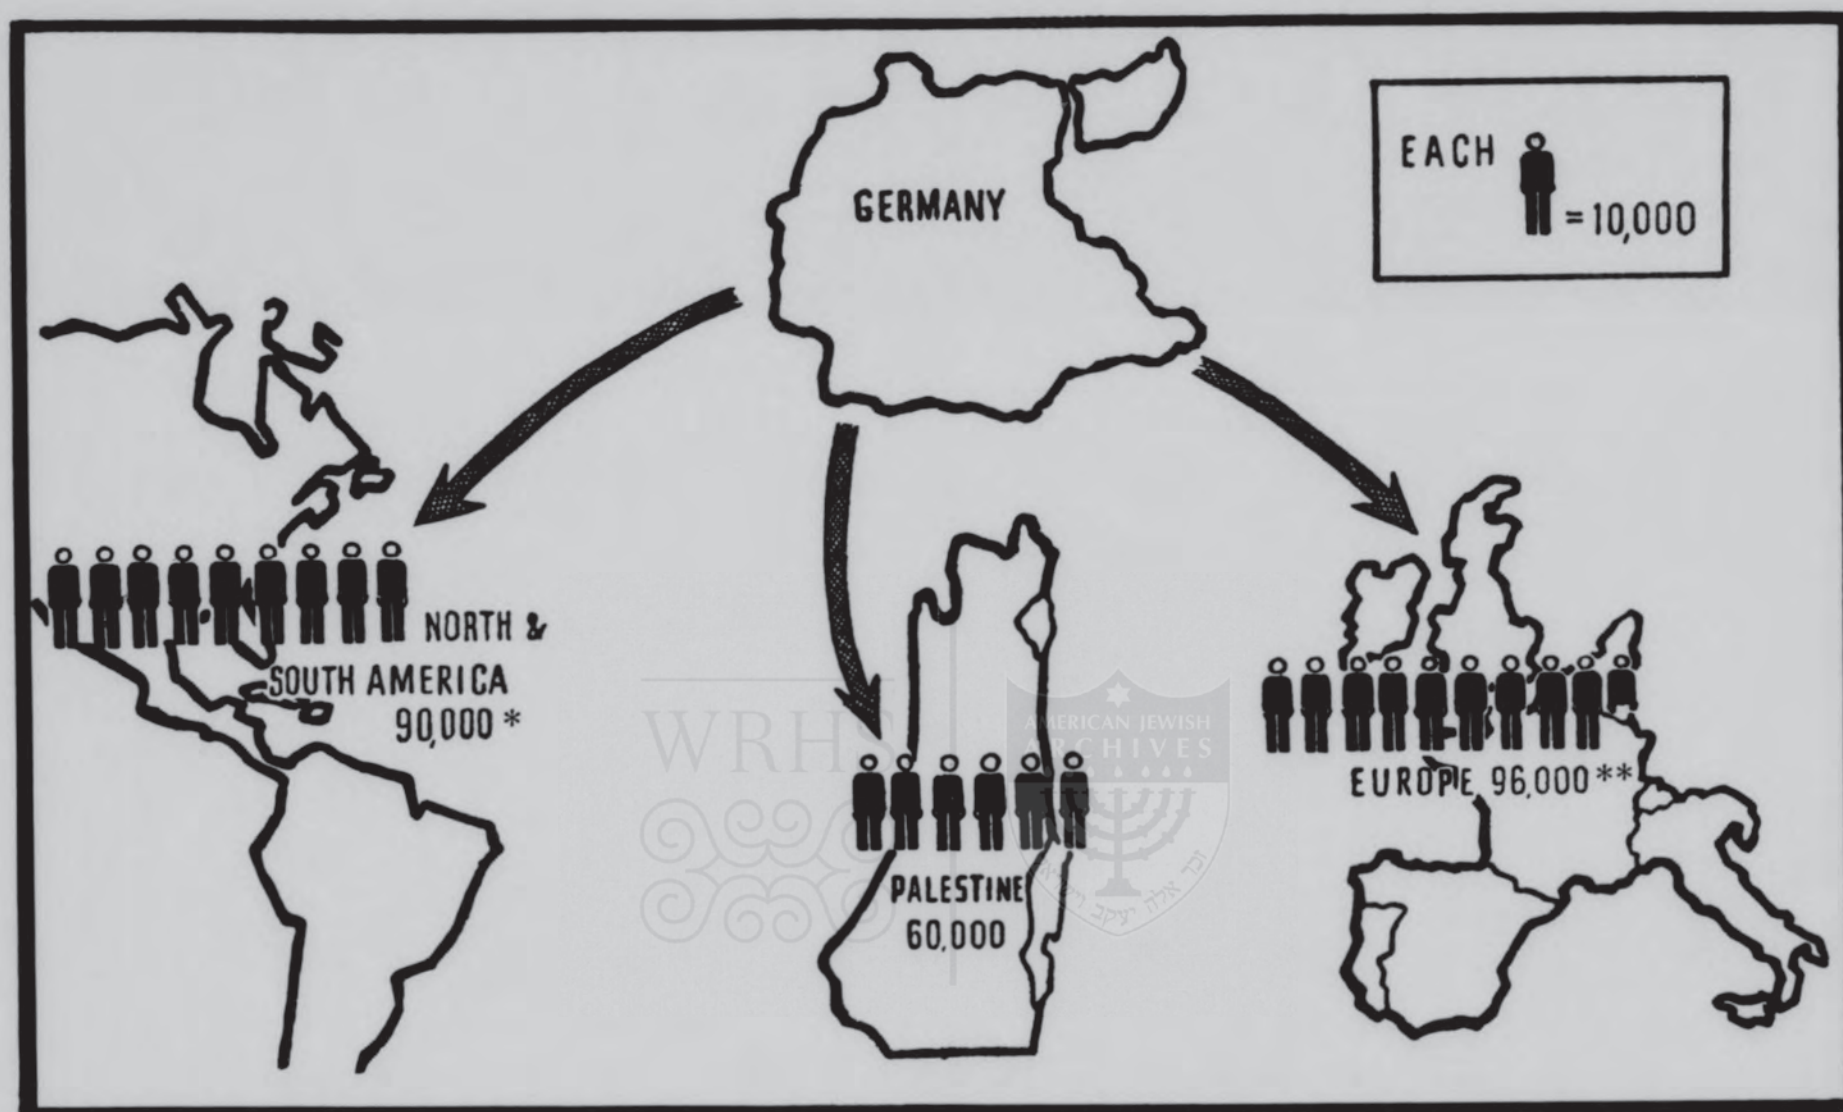 GERMANY
EACH
=10,000
NORTH &
SOUTH AMERICA
90,000 *
PALESTINE
60,000
EUROPE 96,000 **
WRHS
AMERICAN JEWISH
ARCHIVES